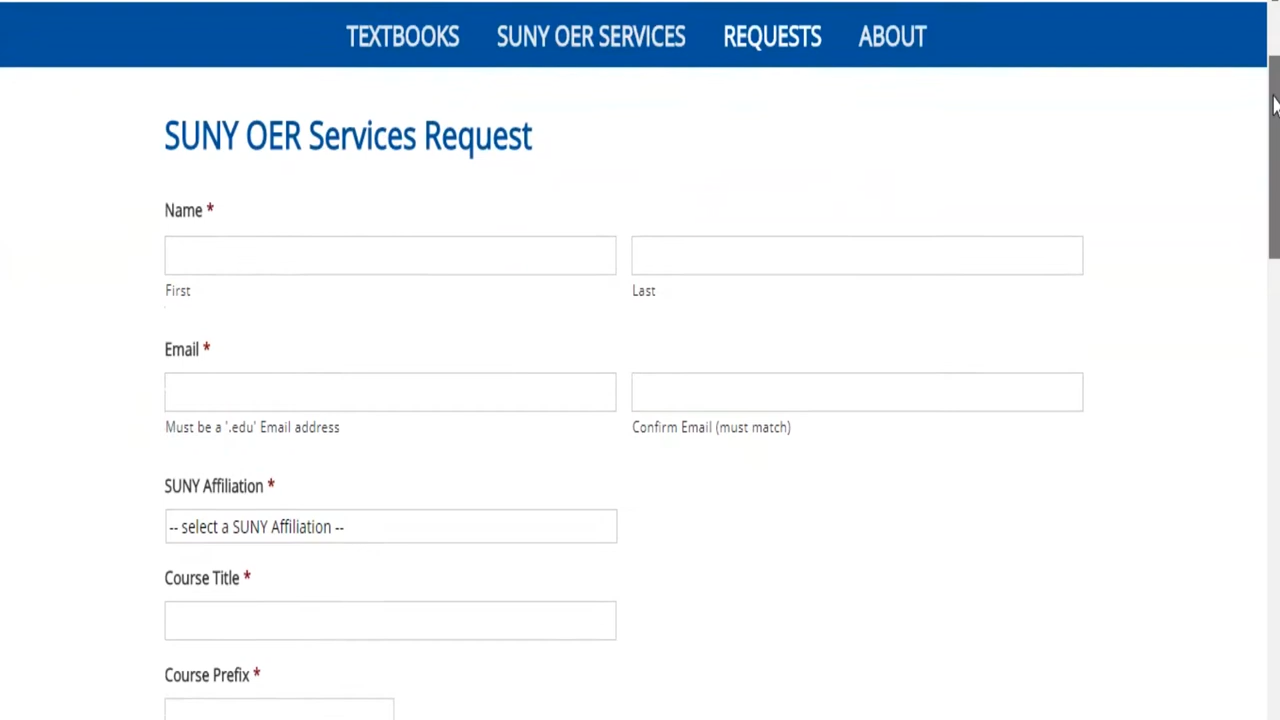 TEXTBOOKS SUNY OER SERVICES REQUESTS ABOUT
SUNY OER Services Request
Name *
First Last
Email *
Must be a '.edu' Email address Confirm Email (must match)
SUNY Affiliation *
-- select a SUNY Affiliation --
Course Title *
Course Prefix *